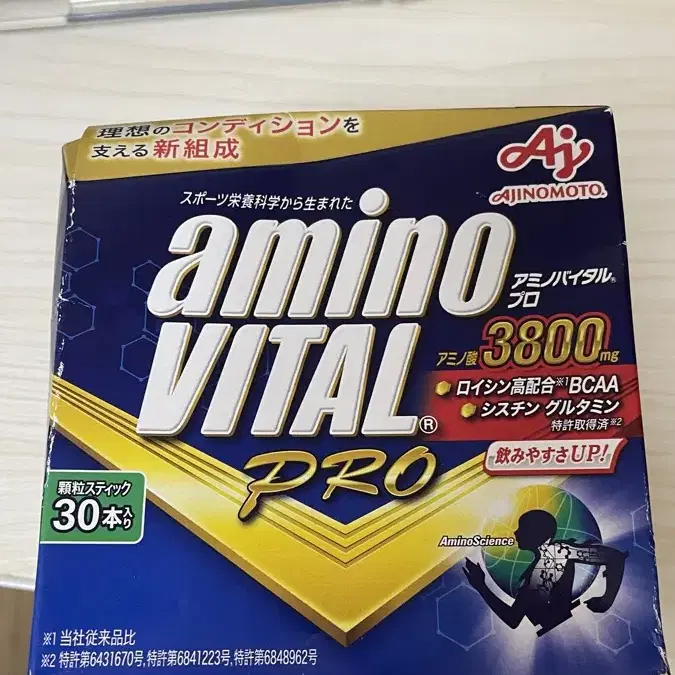 理想のコンディションを
支える新組成
Aj
AJINOMOTO®
スポーツ栄養科学から生まれた
amino
VITAL®
PRO
アミノバイタル®
プロ
アミノ酸3800mg
ロイシン高配合※1BCAA
シスチン グルタミン
特許取得済※2
飲みやすさUP!
顆粒スティック
30本入り
AminoScience
※1 当社従来品比
※2 特許第6431670号,特許第6841223号,特許第6848962号